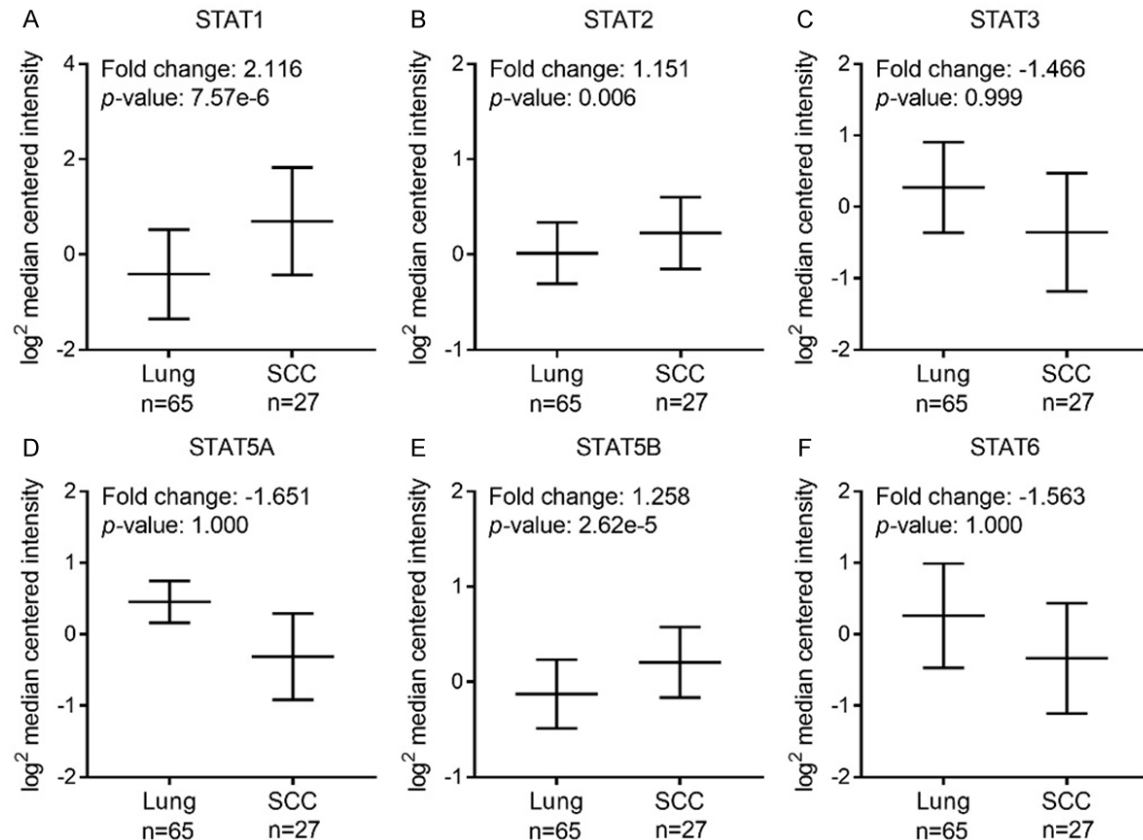 A STAT1
log² median centered intensity
4
2
0
-2
Fold change: 2.116
p-value: 7.57e-6
Lung SCC
n=65 n=27
B STAT2
log² median centered intensity
2
1
0
-1
Fold change: 1.151
p-value: 0.006
Lung SCC
n=65 n=27
C STAT3
log² median centered intensity
2
1
0
-1
-2
Fold change: -1.466
p-value: 0.999
Lung SCC
n=65 n=27
D STAT5A
log² median centered intensity
2
1
0
-1
-2
Fold change: -1.651
p-value: 1.000
Lung SCC
n=65 n=27
E STAT5B
log² median centered intensity
2
1
0
-1
Fold change: 1.258
p-value: 2.62e-5
Lung SCC
n=65 n=27
F STAT6
log² median centered intensity
2
1
0
-1
-2
Fold change: -1.563
p-value: 1.000
Lung SCC
n=65 n=27